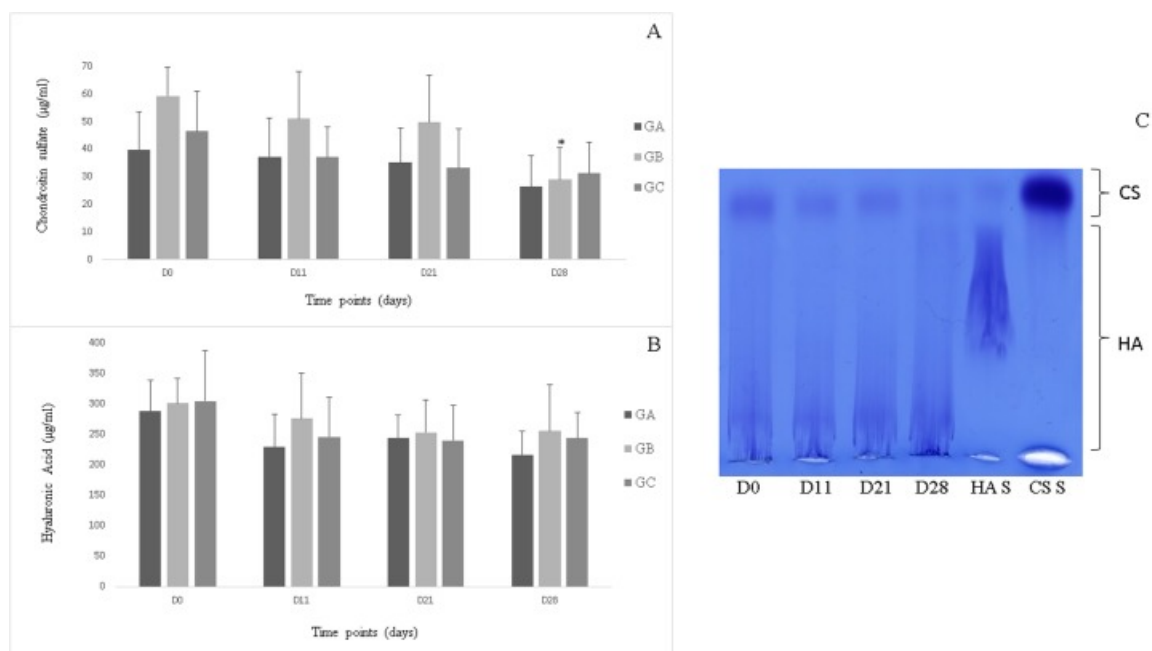 A
Chondroitin sulfate (µg/ml)
70
60
50
40
30
20
10
0
*
D0 D11 D21 D28
Time points (days)
GA
GB
GC
B
Hyaluronic Acid (µg/ml)
400
350
300
250
200
150
100
50
0
D0 D11 D21 D28
Time points (days)
GA
GB
GC
C
CS
HA
D0 D11 D21 D28 HA S CS S